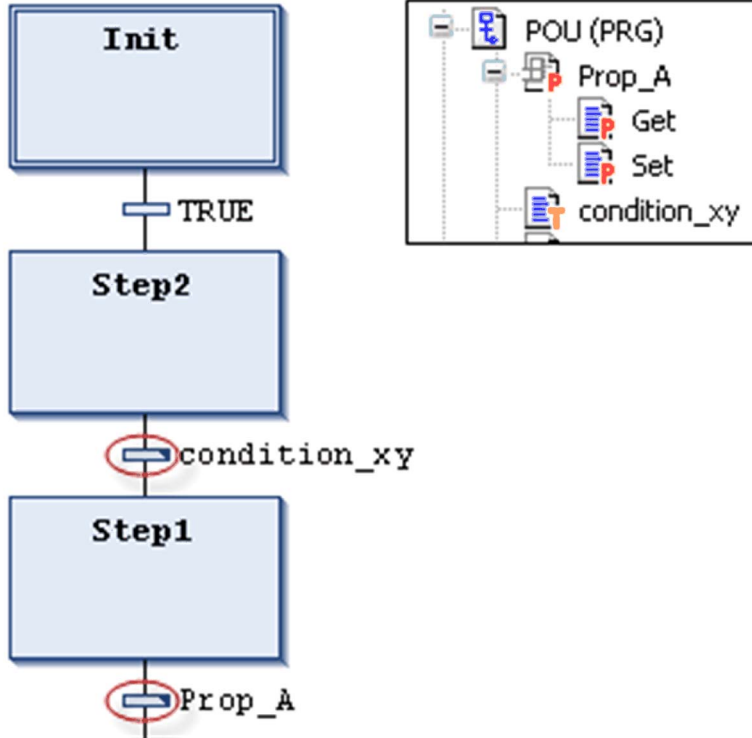 Init
TRUE
Step2
condition_xy
Step1
Prop_A
POU (PRG)
Prop_A
Get
Set
condition_xy